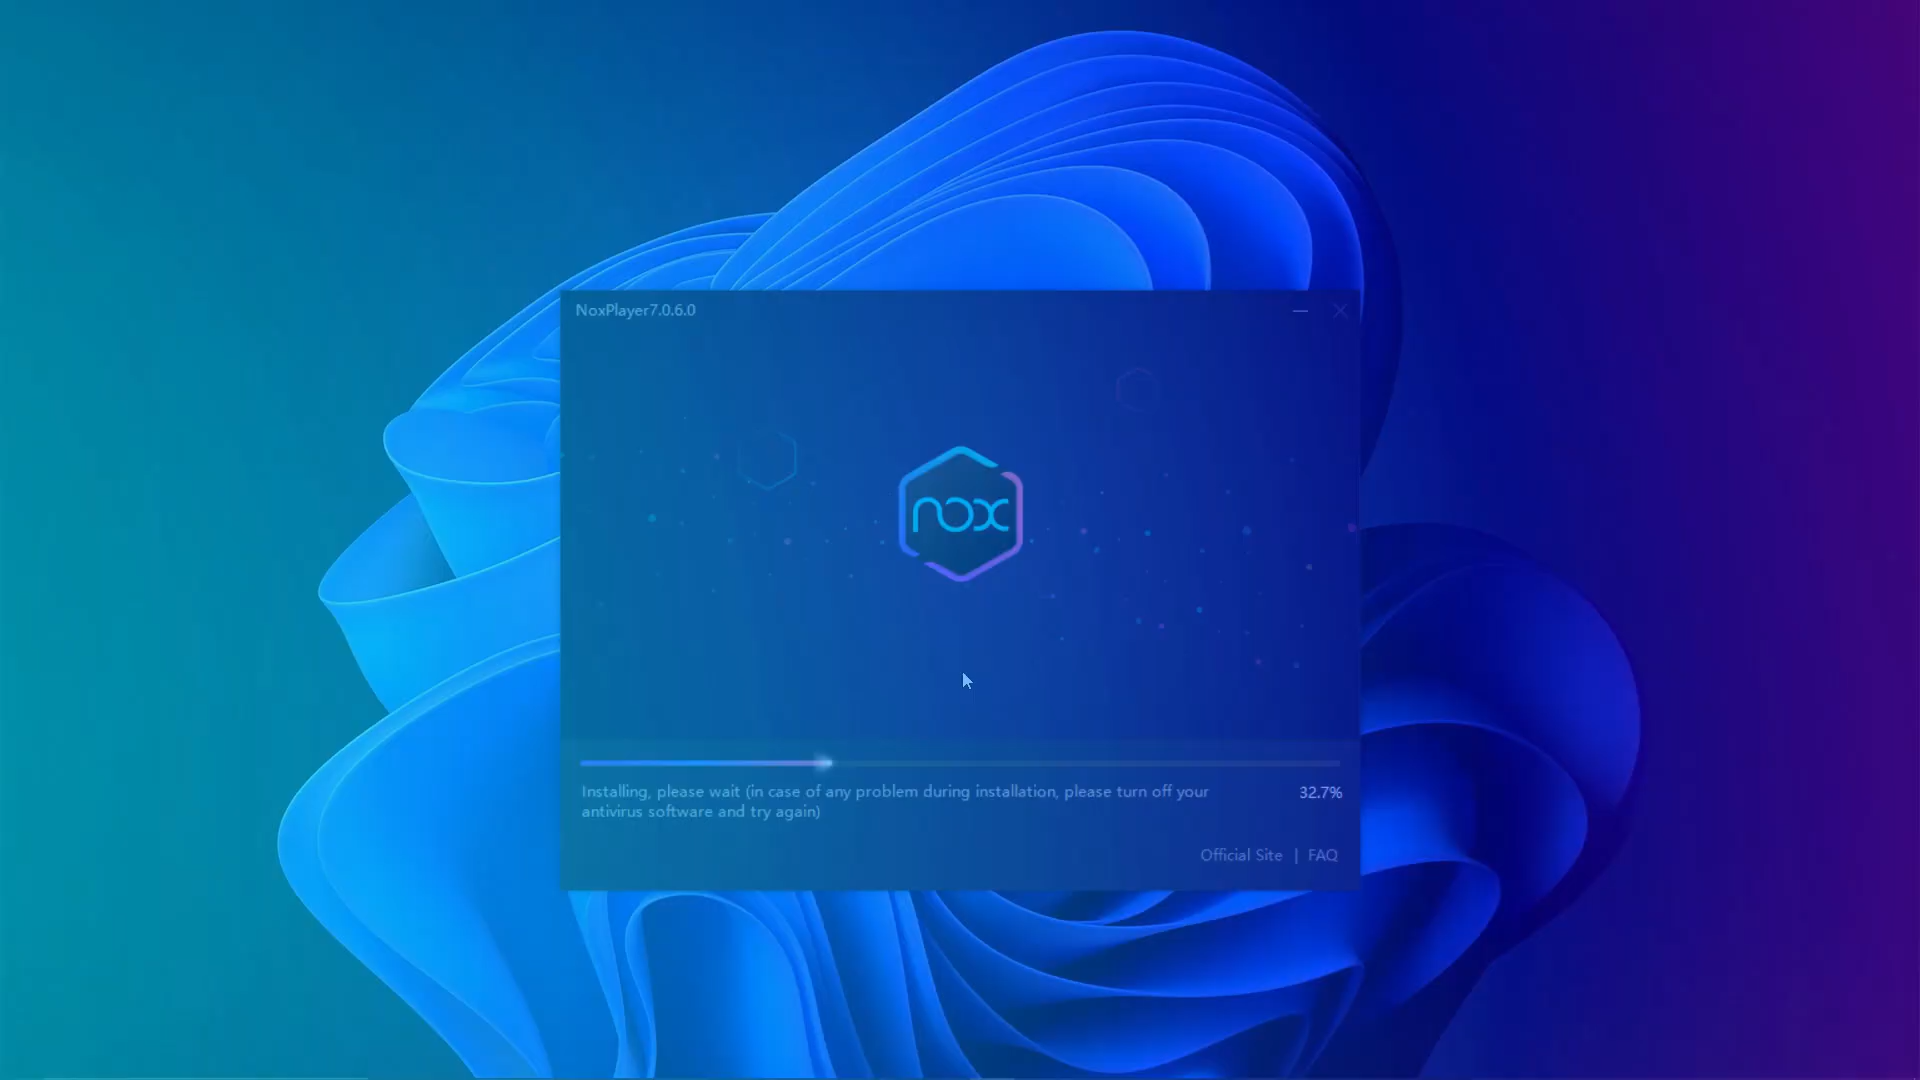 NoxPlayer7.0.6.0
nox
Installing, please wait (in case of any problem during installation, please turn off your
antivirus software and try again)
32.7%
Official Site | FAQ